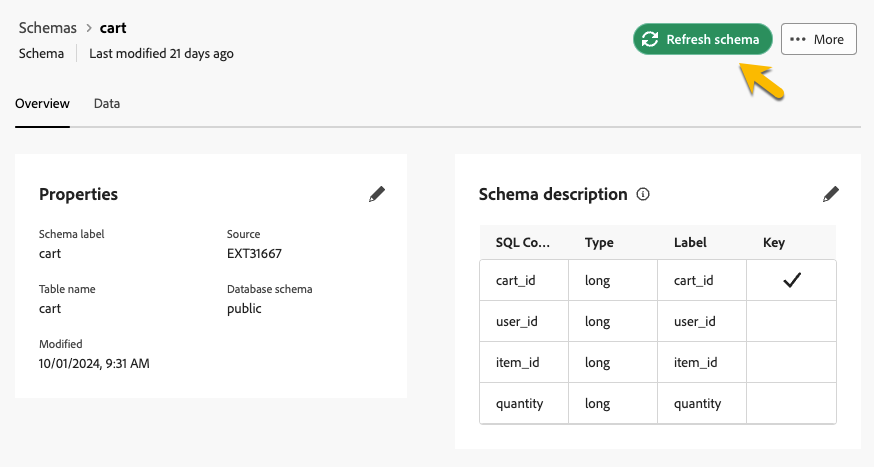 Schemas > cart
Refresh schema
More
Schema Last modified 21 days ago
Overview Data
Properties
Schema label Source
cart EXT31667
Table name Database schema
cart public
Modified
10/01/2024, 9:31 AM
Schema description
SQL Co... Type Label Key
cart_id long cart_id
user_id long user_id
item_id long item_id
quantity long quantity